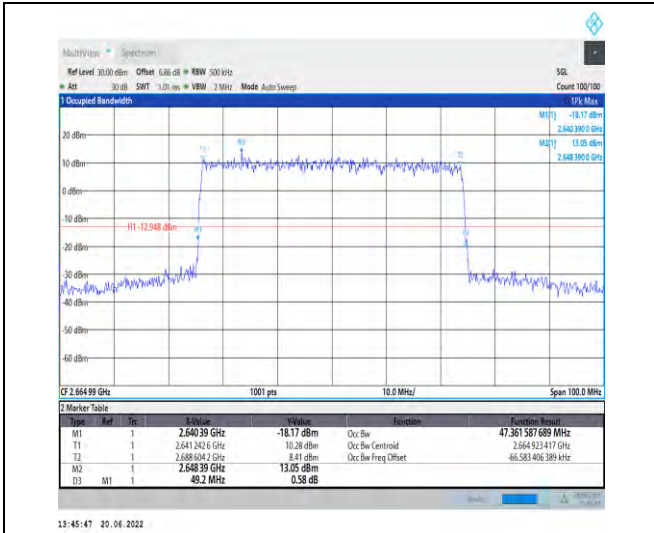 MultiView Spectrum
Ref Level 30.00 dBm Offset 6.86 dB RBW 500 kHz SGL
Att 30 dB SWT 1.01 ms VBW 2 MHz Mode Auto Sweep Count 100/100
1 Occupied Bandwidth 1Pk Max
M1[1] -18.17 dBm
2.640 390 0 GHz
M2[1] 13.05 dBm
2.648 390 0 GHz
20 dBm
M2
T1
T2
10 dBm
0 dBm
-10 dBm
H1 -12.948 dBm
M1
-20 dBm
-30 dBm
-40 dBm
-50 dBm
-60 dBm
CF 2.664 99 GHz 1001 pts 10.0 MHz/ Span 100.0 MHz
2 Marker Table
Type Ref Trc X-Value Y-Value Function Function Result
M1 1 2.640 39 GHz -18.17 dBm Occ Bw 47.361 587 689 MHz
T1 1 2.641 242 6 GHz 10.28 dBm Occ Bw Centroid 2.664 923 417 GHz
T2 1 2.688 604 2 GHz 8.41 dBm Occ Bw Freq Offset -66.583 406 389 kHz
M2 1 2.648 39 GHz 13.05 dBm
D3 M1 1 49.2 MHz 0.58 dB
13:45:47 20.06.2022